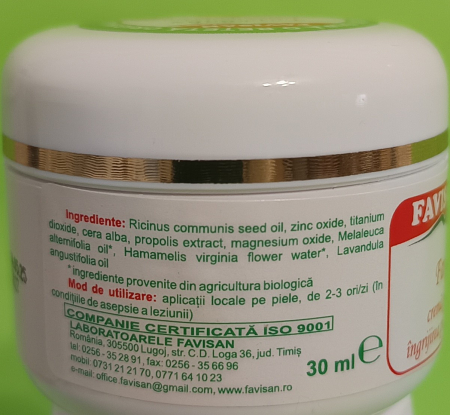 Ingrediente: Ricinus communis seed oil, zinc oxide, titanium
dioxide, cera alba, propolis extract, magnesium oxide, Melaleuca
alternifolia oil*, Hamamelis virginia flower water*, Lavandula
angustifolia oil
*ingrediente provenite din agricultura biologică
Mod de utilizare: aplicații locale pe piele, de 2-3 ori/zi (în
condițiile de asepsie a leziunii)
COMPANIE CERTIFICATĂ ISO 9001
LABORATOARELE FAVISAN
România, 305500 Lugoj, str. C.D. Loga 36, jud. Timiș
tel: 0256 - 35 28 91, fax: 0256 - 35 66 96
mobil: 0731 21 21 70, 0771 64 10 23
e-mail: office.favisan@gmail.com, www.favisan.ro
30 ml e
FAVIS